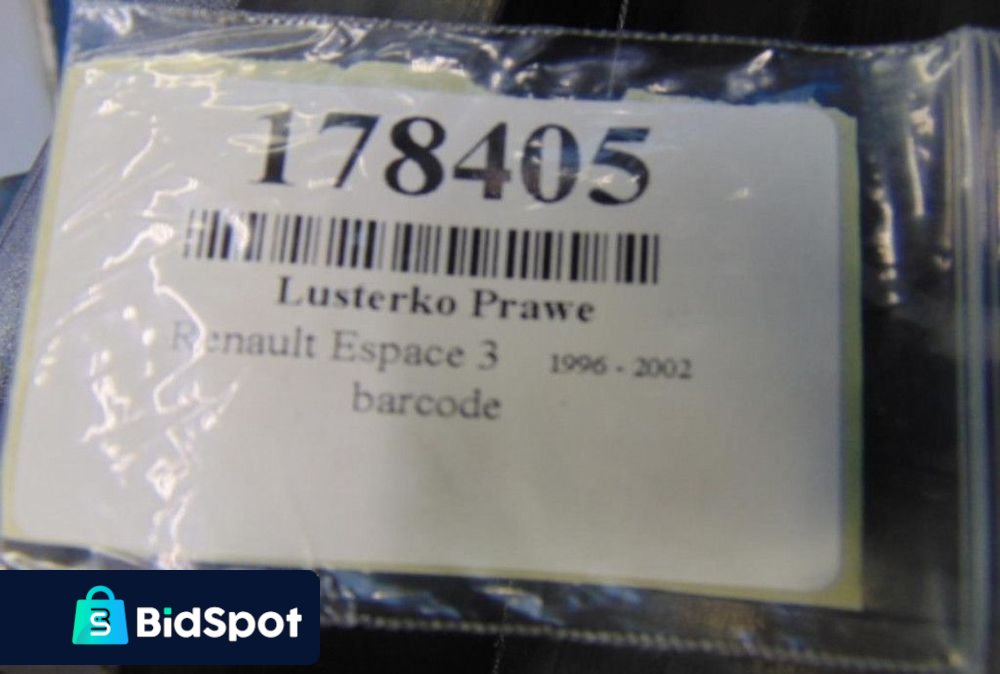 178405
Lusterko Prawe
Renault Espace 3 1996 - 2002
barcode
BidSpot